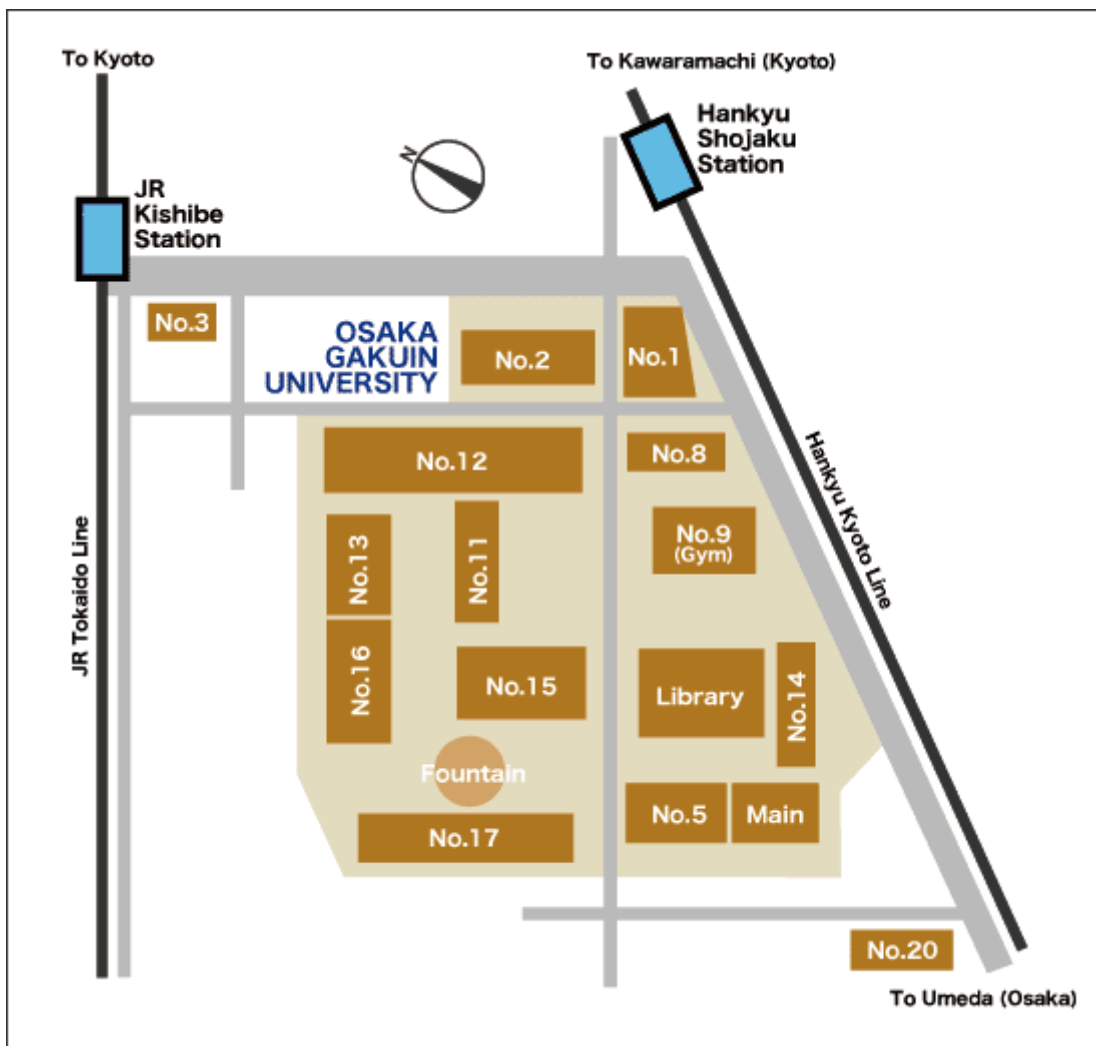 To Kyoto
To Kawaramachi (Kyoto)
Hankyu
Shojaku
Station
N
JR
Kishibe
Station
No.3
OSAKA
GAKUIN
UNIVERSITY
No.2
No.1
No.12
No.8
Hankyu Kyoto Line
No.13
No.11
No.9
(Gym)
JR Tokaido Line
No.16
No.15
Library
No.14
Fountain
No.5
Main
No.17
No.20
To Umeda (Osaka)